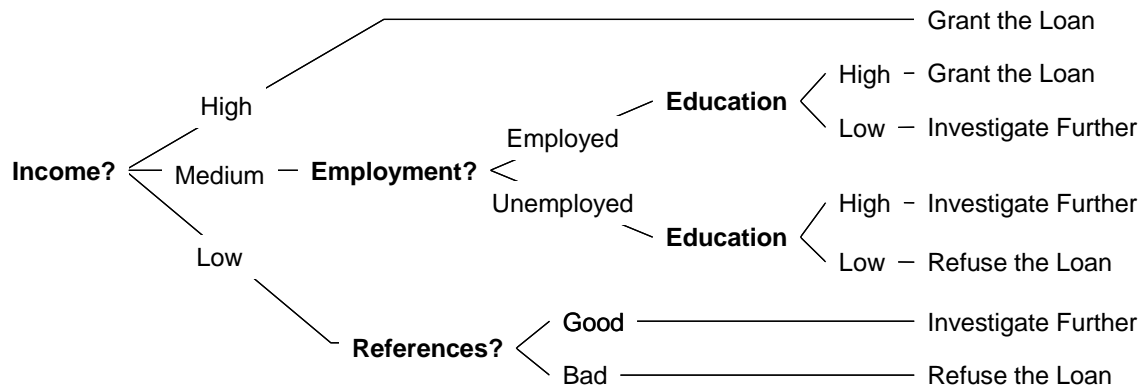 Grant the Loan
High – Grant the Loan
Education
High
Employed
Low – Investigate Further
Income?
Medium
Employment?
Unemployed
High – Investigate Further
Education
Low
Low – Refuse the Loan
Good
Investigate Further
References?
Bad
Refuse the Loan